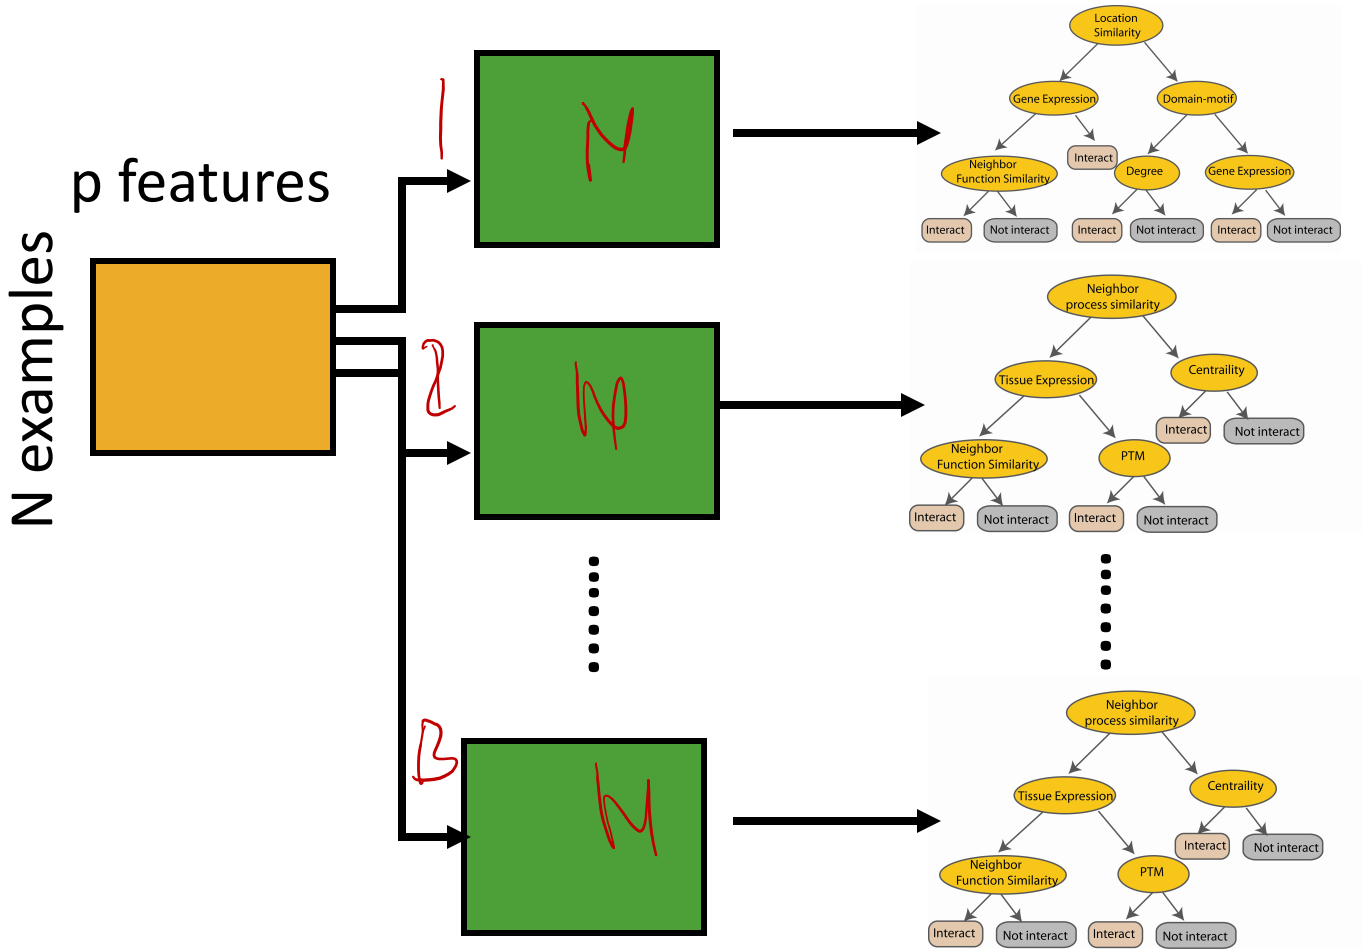 p features
N examples
1
N
2
N
B
N
Location
Similarity
Gene Expression
Domain-motif
Interact
Neighbor
Function Similarity
Degree
Gene Expression
Interact
Not interact
Interact
Not interact
Interact
Not interact
Neighbor
process similarity
Tissue Expression
Centraility
Interact
Not interact
Neighbor
Function Similarity
PTM
Interact
Not interact
Interact
Not interact
Neighbor
process similarity
Tissue Expression
Centraility
Interact
Not interact
Neighbor
Function Similarity
PTM
Interact
Not interact
Interact
Not interact